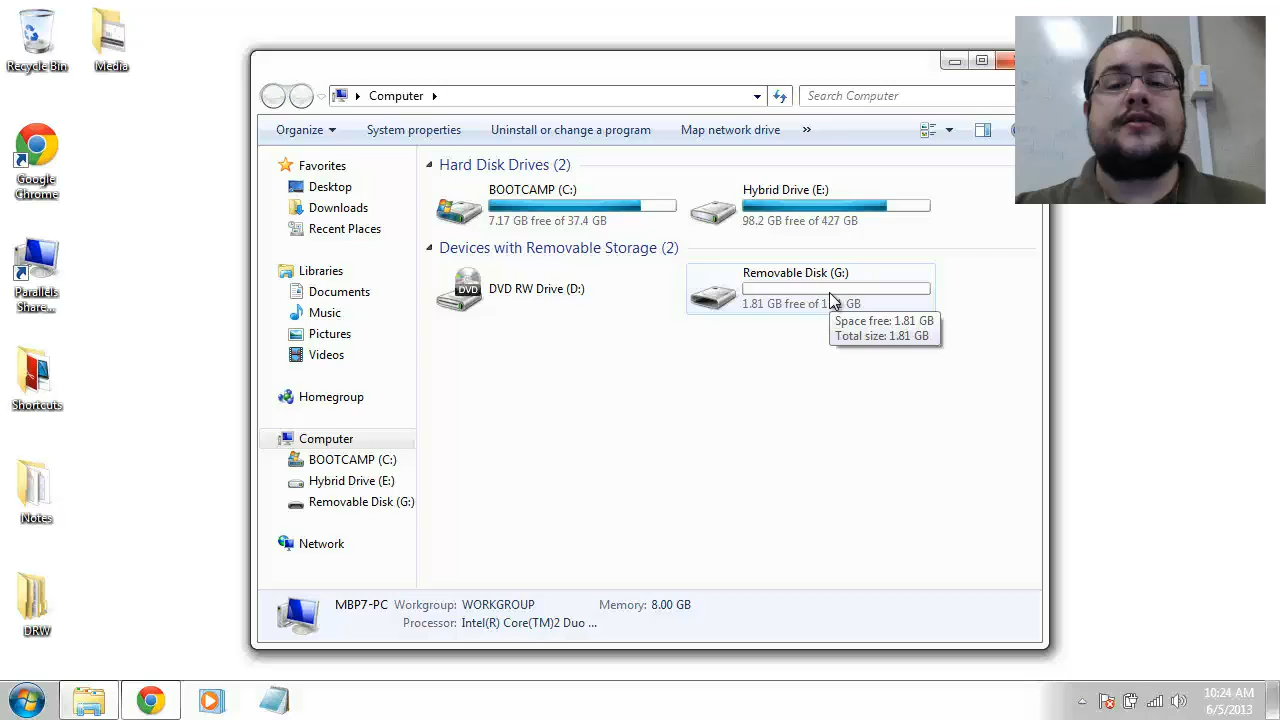 Recycle Bin
Media
Google
Chrome
Parallels
Share...
Shortcuts
Notes
DRW
Computer
Search Computer
Organize
System properties
Uninstall or change a program
Map network drive
»
Favorites
Desktop
Downloads
Recent Places
Libraries
Documents
Music
Pictures
Videos
Homegroup
Computer
BOOTCAMP (C:)
Hybrid Drive (E:)
Removable Disk (G:)
Network
Hard Disk Drives (2)
BOOTCAMP (C:)
7.17 GB free of 37.4 GB
Hybrid Drive (E:)
98.2 GB free of 427 GB
Devices with Removable Storage (2)
DVD
DVD RW Drive (D:)
Removable Disk (G:)
1.81 GB free of GB
Space free: 1.81 GB
Total size: 1.81 GB
MBP7-PC Workgroup: WORKGROUP Memory: 8.00 GB
Processor: Intel(R) Core(TM)2 Duo ...
10:24 AM
6/5/2013